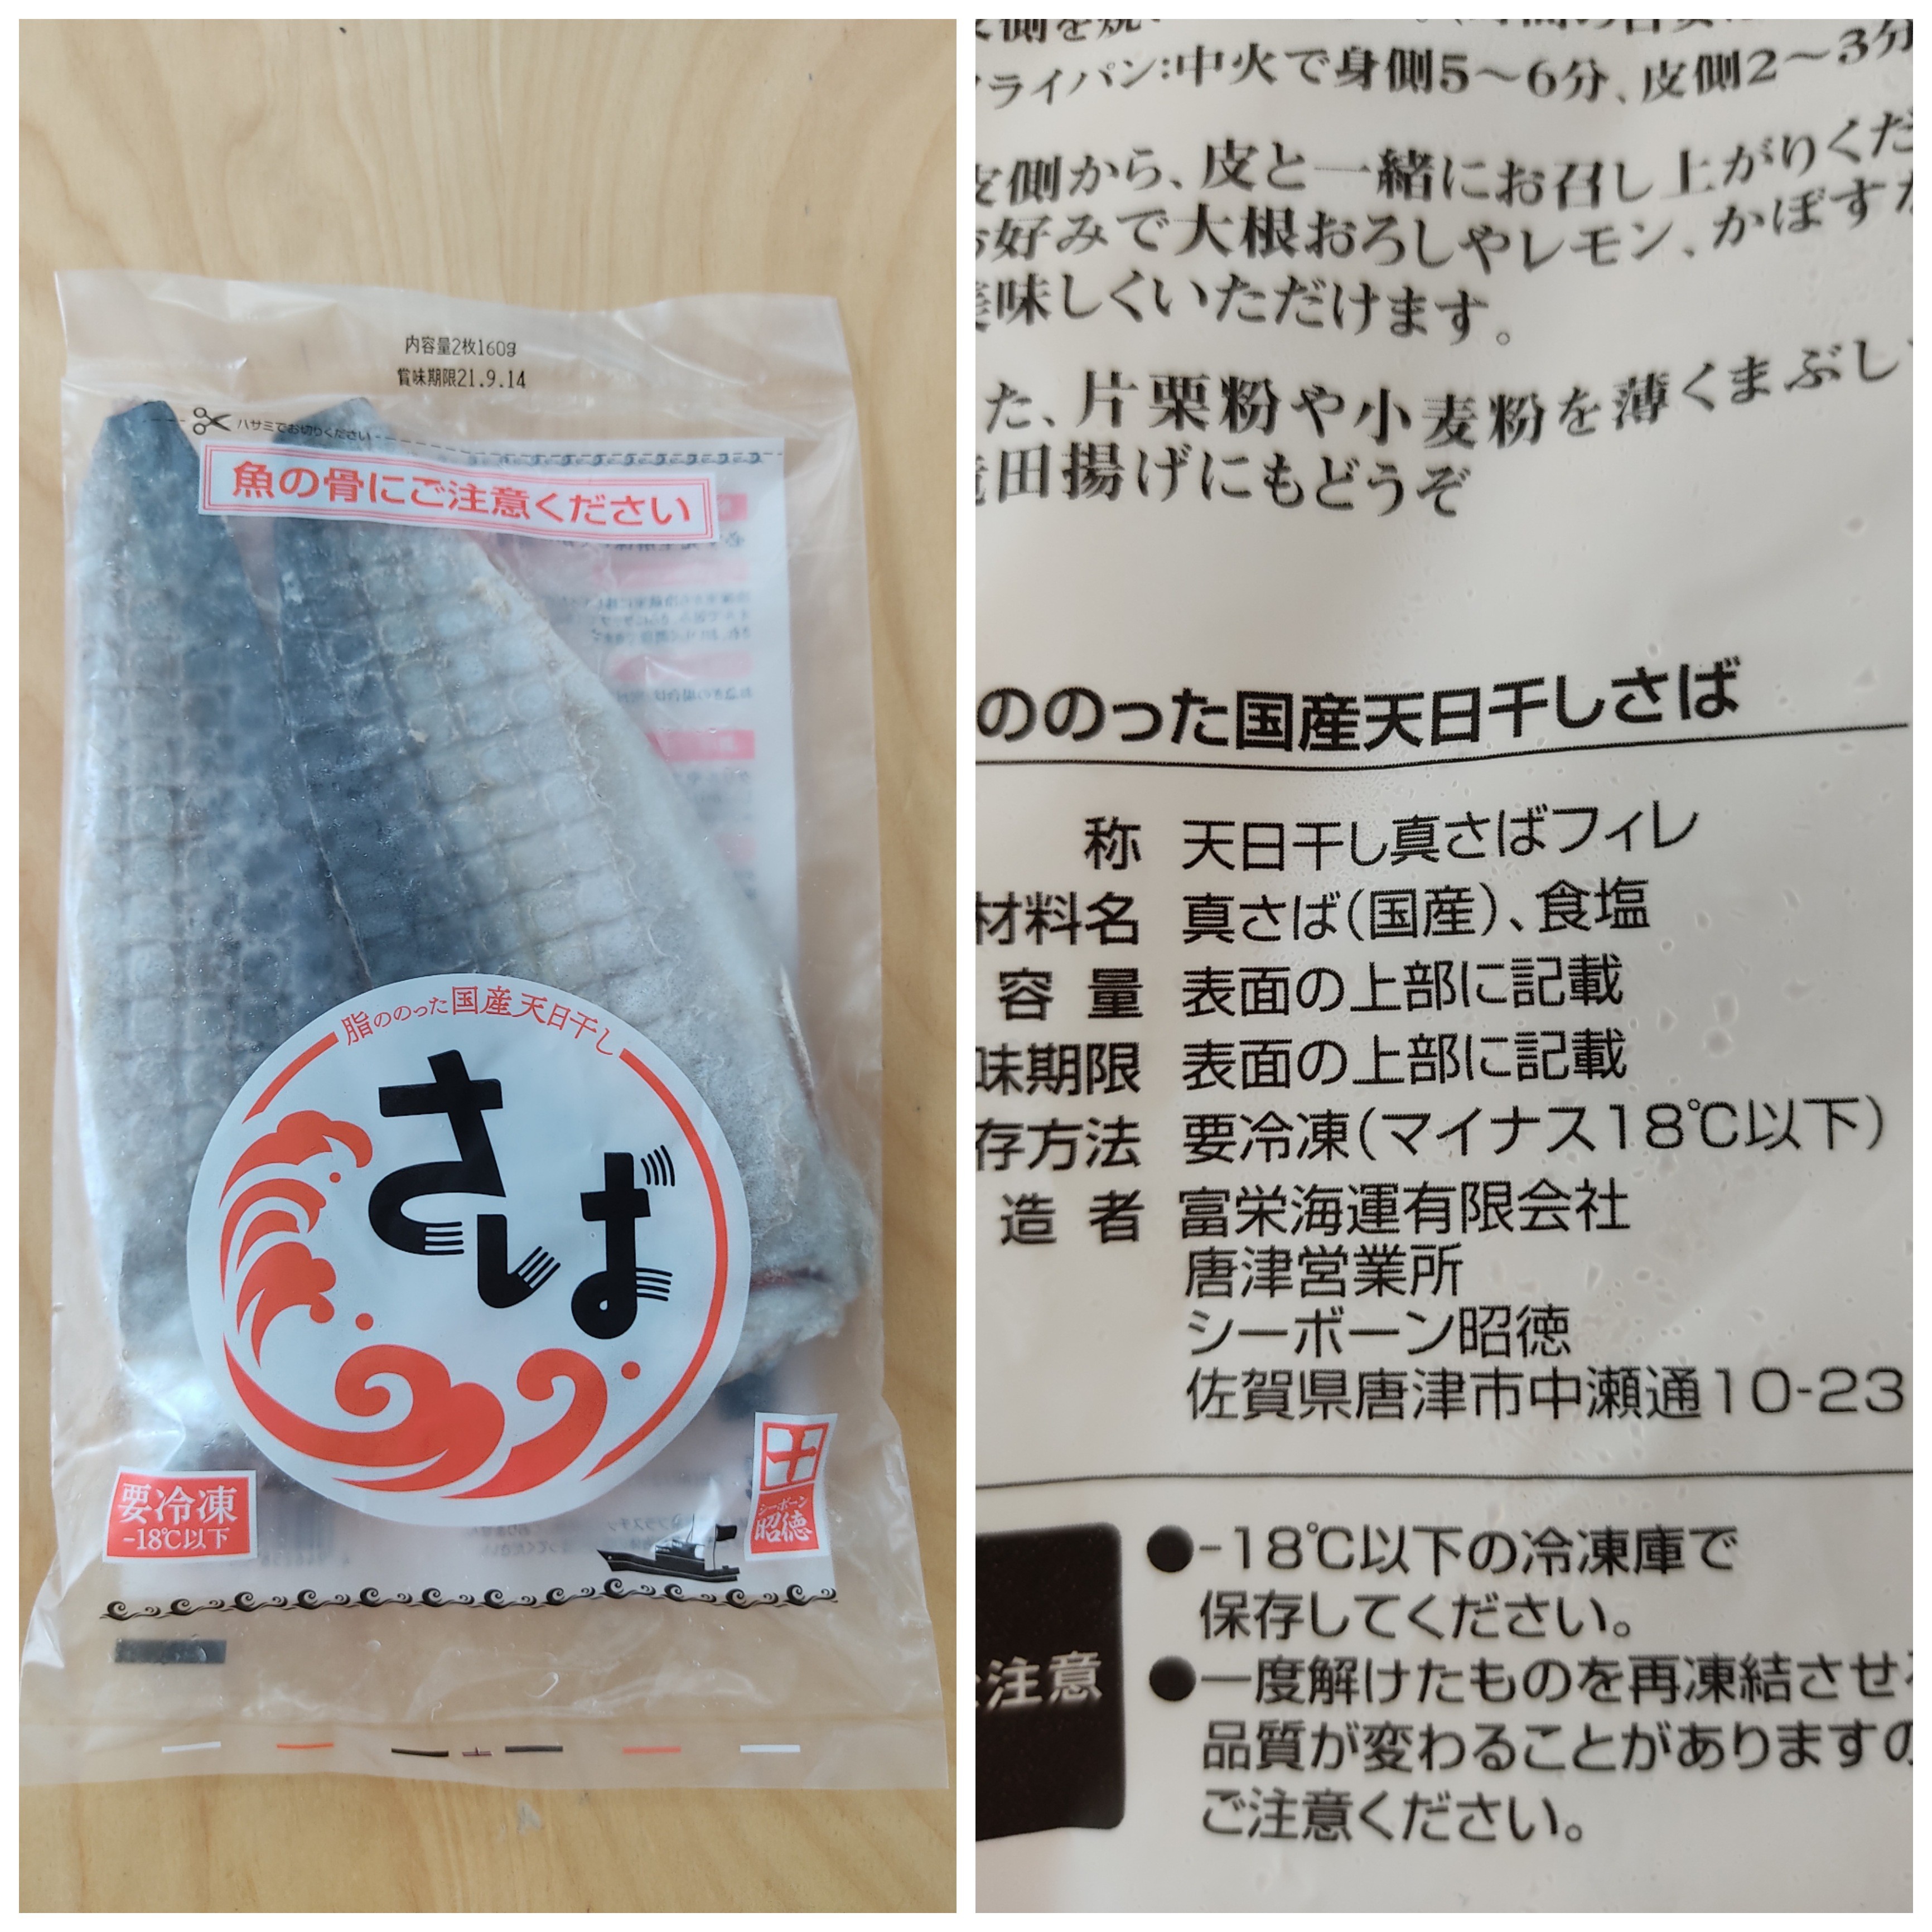 内容量2枚160g
賞味期限21.9.14
ハサミでお切りください
魚の骨にご注意ください
脂ののった国産天日干し
さば
要冷凍
-18℃以下
シーボーン
昭徳
ライパン:中火で身側5〜6分、皮側2〜3分
側から、皮と一緒にお召し上がりくだ
好みで大根おろしやレモン、かぼすな
味しくいただけます。
た、片栗粉や小麦粉を薄くまぶし
田揚げにもどうぞ
ののった国産天日干しさば
称 天日干し真さばフィレ
材料名 真さば(国産)、食塩
容量 表面の上部に記載
味期限 表面の上部に記載
存方法 要冷凍(マイナス18℃以下)
造者 富栄海運有限会社
唐津営業所
シーボーン昭徳
佐賀県唐津市中瀬通10-23
注意
●-18℃以下の冷凍庫で
保存してください。
●一度解けたものを再凍結させ
品質が変わることがありますの
ご注意ください。